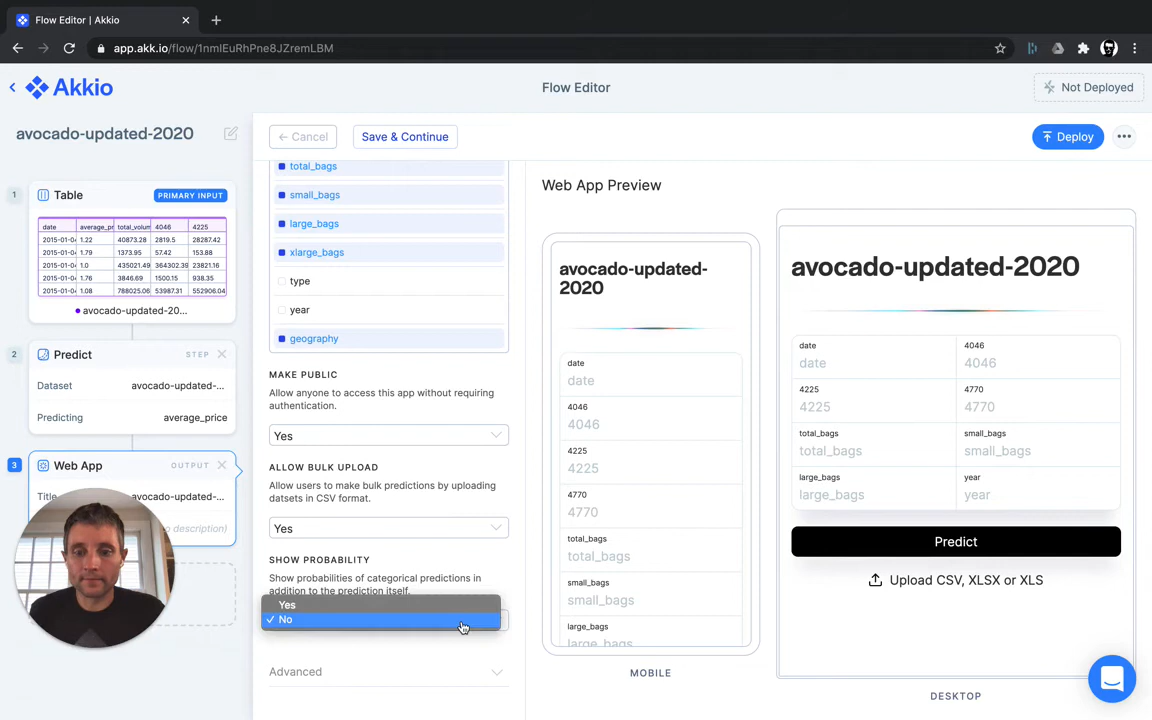 Flow Editor | Akkio
app.akk.io/flow/1nmIEuRhPne8JZremLBM
Akkio
Flow Editor
Not Deployed
avocado-updated-2020
← Cancel
Save & Continue
Deploy
1
Table
PRIMARY INPUT
date average_pr total_volum 4046 4225
2015-01-04 1.22 40873.28 2819.5 28287.42
2015-01-04 1.79 1373.95 57.42 153.88
2015-01-04 1.0 435021.49 364302.39 23821.16
2015-01-04 1.76 3846.69 1500.15 938.35
2015-01-04 1.08 788025.06 53987.31 552906.04
avocado-updated-20...
2
Predict
STEP
Dataset avocado-updated-...
Predicting average_price
3
Web App
OUTPUT
Title avocado-updated-...
description)
total_bags
small_bags
large_bags
xlarge_bags
type
year
geography
MAKE PUBLIC
Allow anyone to access this app without requiring
authentication.
Yes
ALLOW BULK UPLOAD
Allow users to make bulk predictions by uploading
datsets in CSV format.
Yes
SHOW PROBABILITY
Show probabilities of categorical predictions in
addition to the prediction itself.
Yes
✓ No
Advanced
Web App Preview
avocado-updated-
2020
date
date
4046
4046
4225
4225
4770
4770
total_bags
total_bags
small_bags
small_bags
large_bags
large_bags
MOBILE
avocado-updated-2020
date 4046
date 4046
4225 4770
4225 4770
total_bags small_bags
total_bags small_bags
large_bags year
large_bags year
Predict
Upload CSV, XLSX or XLS
DESKTOP